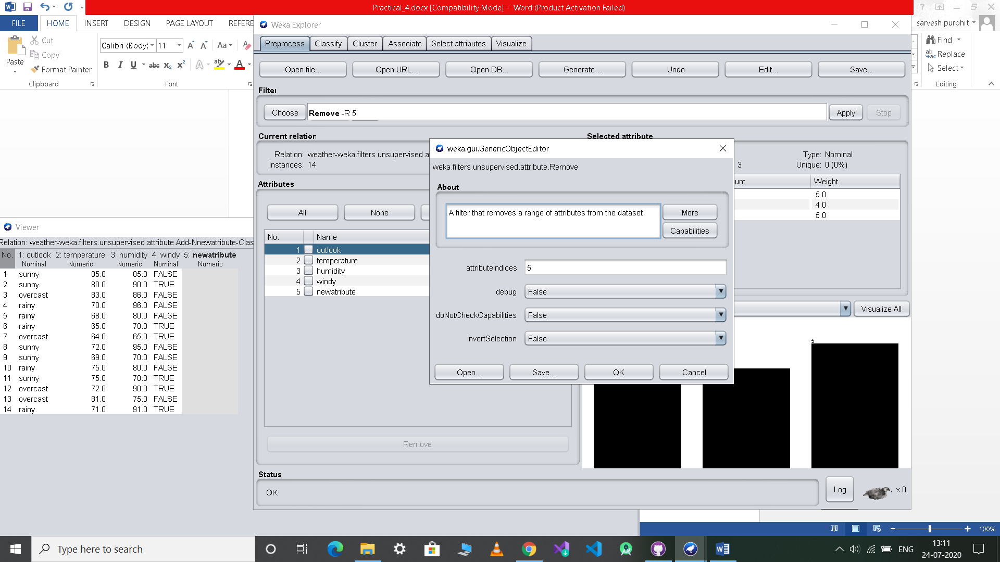 Practical_4.docx [Compatibility Mode] - Word (Product Activation Failed)
FILE HOME INSERT DESIGN PAGE LAYOUT REFERE
sarvesh purohit
Cut
Copy
Paste
Format Painter
Clipboard
Calibri (Body) 11
Font
Find
Replace
Select
Editing
Weka Explorer
Preprocess Classify Cluster Associate Select attributes Visualize
Open file... Open URL... Open DB... Generate... Undo Edit... Save...
Filter
Choose Remove -R 5 Apply Stop
Current relation
Relation: weather-weka.filters.unsupervised.a
Instances: 14
Selected attribute
Type: Nominal
3 Unique: 0 (0%)
unt Weight
5.0
4.0
5.0
Attributes
All None
No. Name
1 outlook
2 temperature
3 humidity
4 windy
5 newatribute
Remove
Visualize All
5
Status
OK
Log x 0
weka.gui.GenericObjectEditor
weka.filters.unsupervised.attribute.Remove
About
A filter that removes a range of attributes from the dataset.
More
Capabilities
attributeIndices 5
debug False
doNotCheckCapabilities False
invertSelection False
Open... Save... OK Cancel
Viewer
Relation: weather-weka.filters.unsupervised.attribute.Add-Nnewatribute-Clas
No. 1: outlook 2: temperature 3: humidity 4: windy 5: newatribute
Nominal Numeric Numeric Nominal Numeric
1 sunny 85.0 85.0 FALSE
2 sunny 80.0 90.0 TRUE
3 overcast 83.0 86.0 FALSE
4 rainy 70.0 96.0 FALSE
5 rainy 68.0 80.0 FALSE
6 rainy 65.0 70.0 TRUE
7 overcast 64.0 65.0 TRUE
8 sunny 72.0 95.0 FALSE
9 sunny 69.0 70.0 FALSE
10 rainy 75.0 80.0 FALSE
11 sunny 75.0 70.0 TRUE
12 overcast 72.0 90.0 TRUE
13 overcast 81.0 75.0 FALSE
14 rainy 71.0 91.0 TRUE
100%
Type here to search
ENG
13:11
24-07-2020